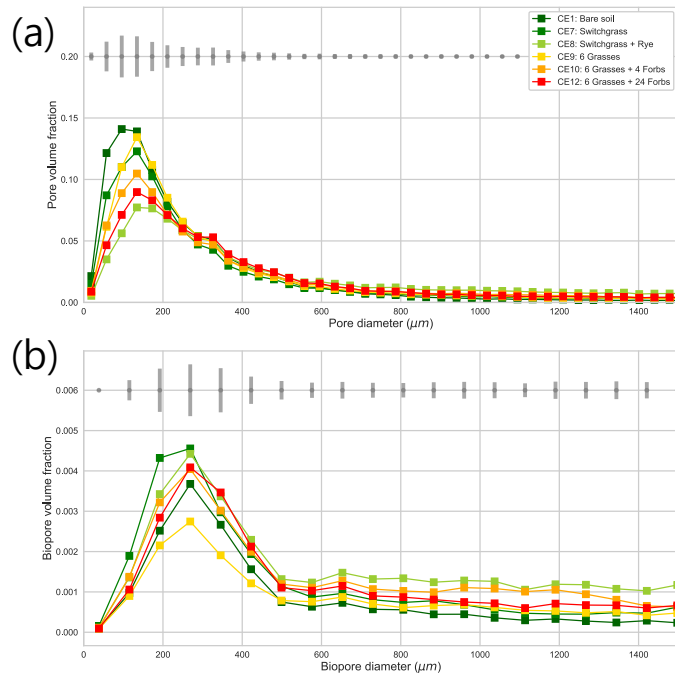 (a)
CE1: Bare soil
CE7: Switchgrass
CE8: Switchgrass + Rye
CE9: 6 Grasses
CE10: 6 Grasses + 4 Forbs
CE12: 6 Grasses + 24 Forbs
Pore volume fraction
0.20
0.15
0.10
0.05
0.00
0 200 400 600 800 1000 1200 1400
Pore diameter (μm)
(b)
Biopore volume fraction
0.006
0.005
0.004
0.003
0.002
0.001
0.000
0 200 400 600 800 1000 1200 1400
Biopore diameter (μm)